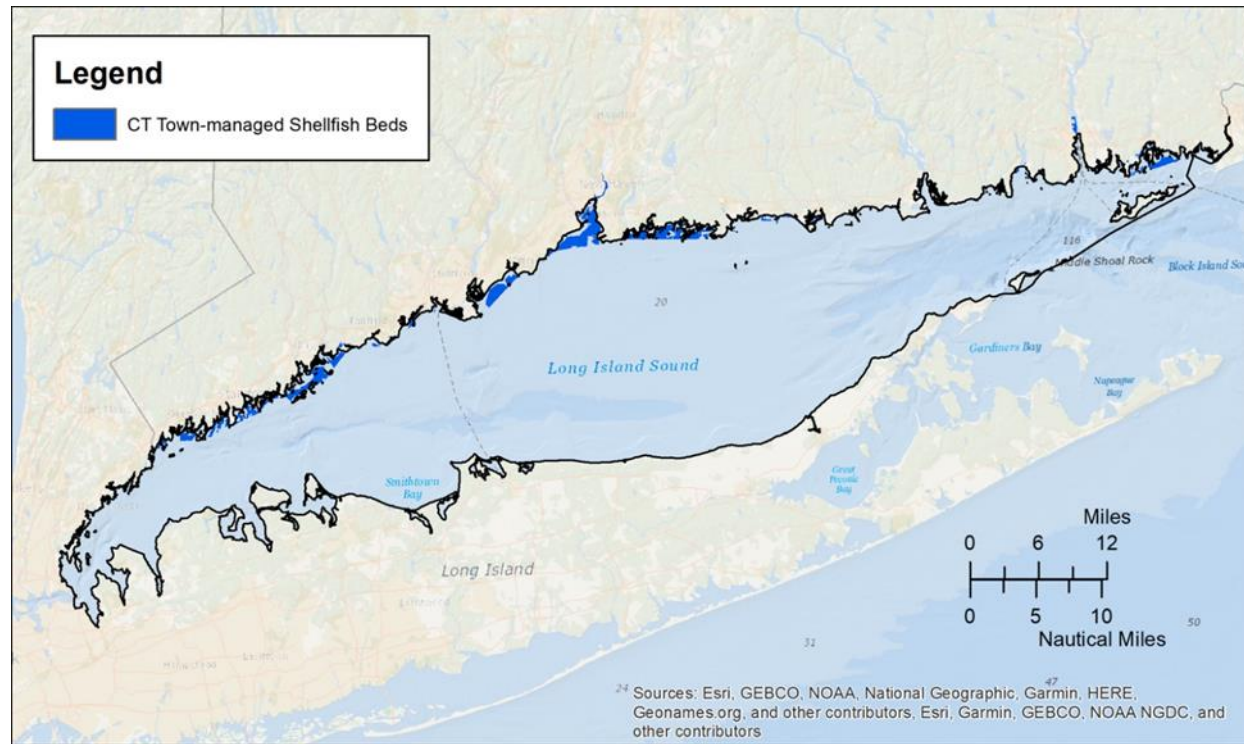 Legend
CT Town-managed Shellfish Beds
116
Middle Shoal Rock
Block Island Sou
20
Long Island Sound
Gardiners Bay
Napeague
Bay
Smithtown
Bay
Great
Peconic
Bay
Miles
0 6 12
0 5 10
Nautical Miles
Long Island
50
31
47
24
Sources: Esri, GEBCO, NOAA, National Geographic, Garmin, HERE,
Geonames.org, and other contributors, Esri, Garmin, GEBCO, NOAA NGDC, and
other contributors